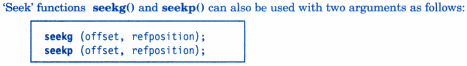 ‘Seek’ functions seekg() and seekp() can also be used with two arguments as follows:
seekg (offset, refposition);
seekp (offset, refposition);